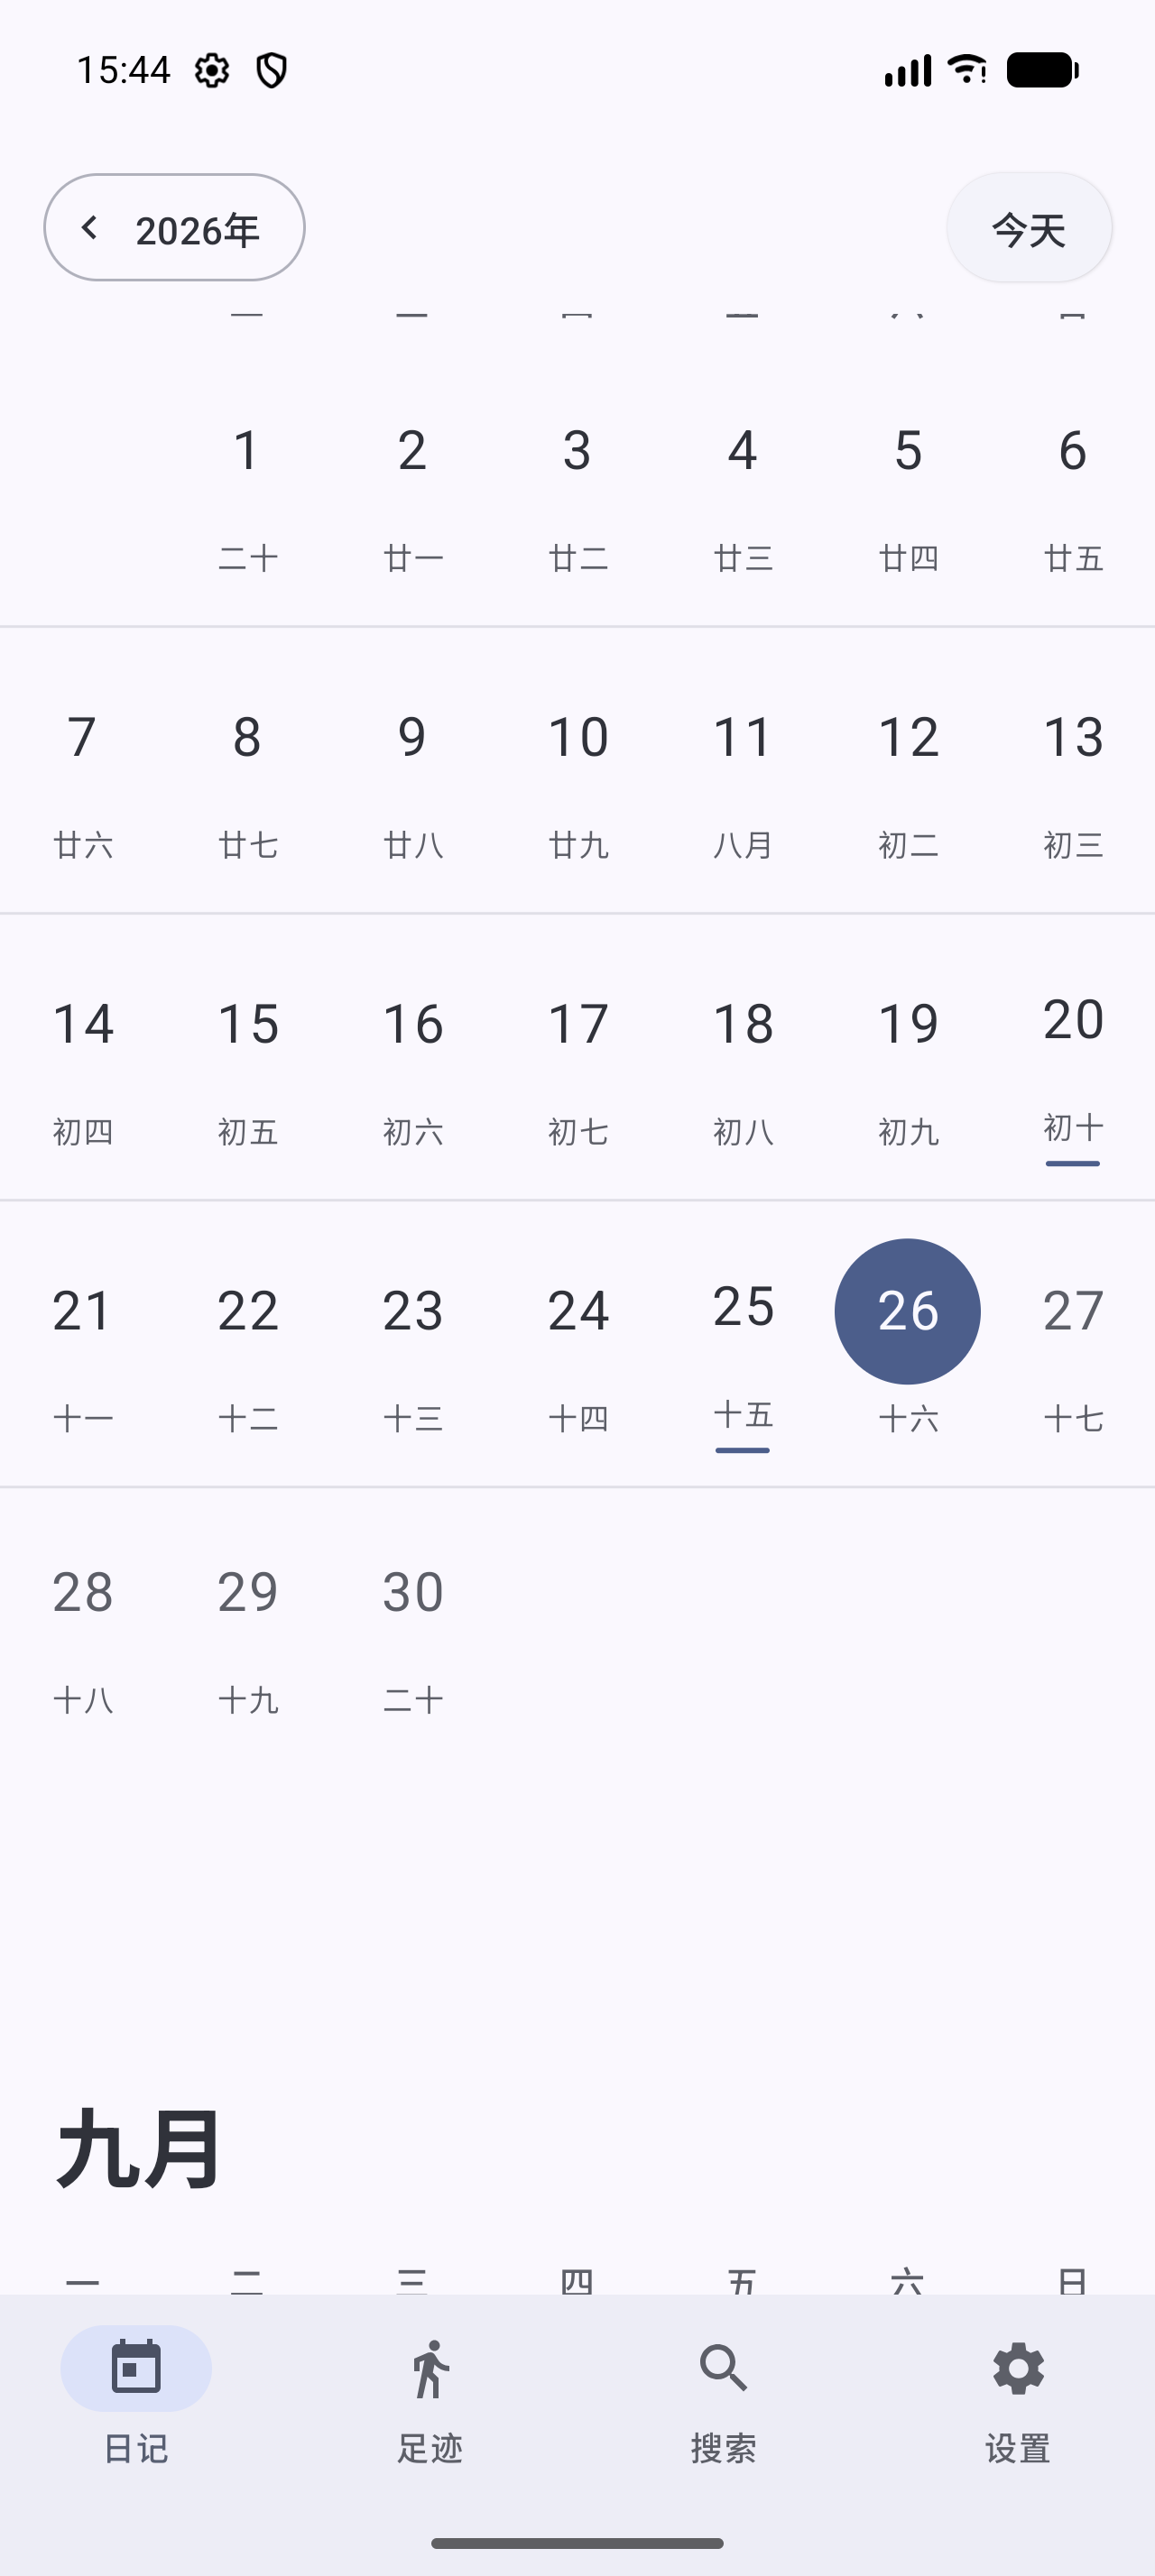 15:44
2026年 今天
1 2 3 4 5 6
二十 廿一 廿二 廿三 廿四 廿五
7 8 9 10 11 12 13
廿六 廿七 廿八 廿九 八月 初二 初三
14 15 16 17 18 19 20
初四 初五 初六 初七 初八 初九 初十
21 22 23 24 25 26 27
十一 十二 十三 十四 十五 十六 十七
28 29 30
十八 十九 二十
九月
一 二 三 四 五 六 日
日记 足迹 搜索 设置